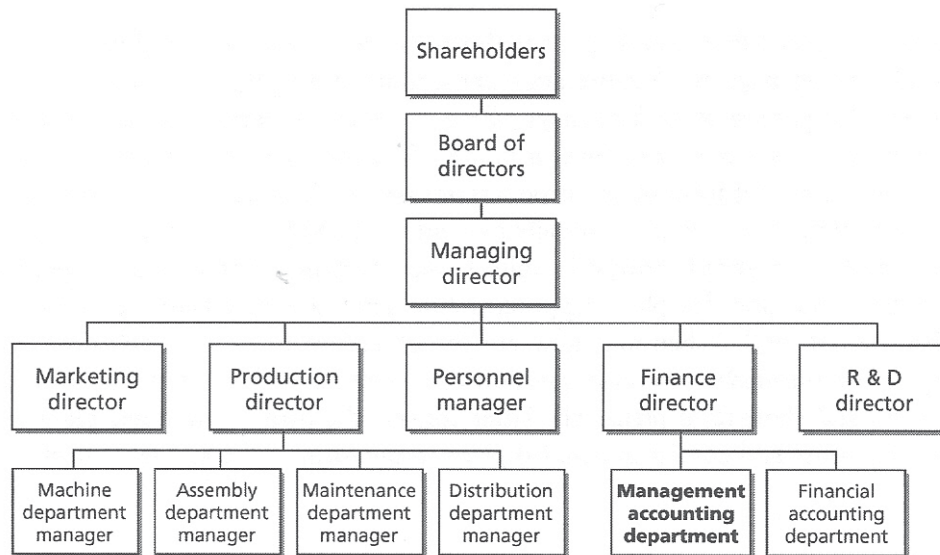 Shareholders
Board of
directors
Managing
director
Marketing
director
Production
director
Personnel
manager
Finance
director
R & D
director
Machine
department
manager
Assembly
department
manager
Maintenance
department
manager
Distribution
department
manager
Management
accounting
department
Financial
accounting
department